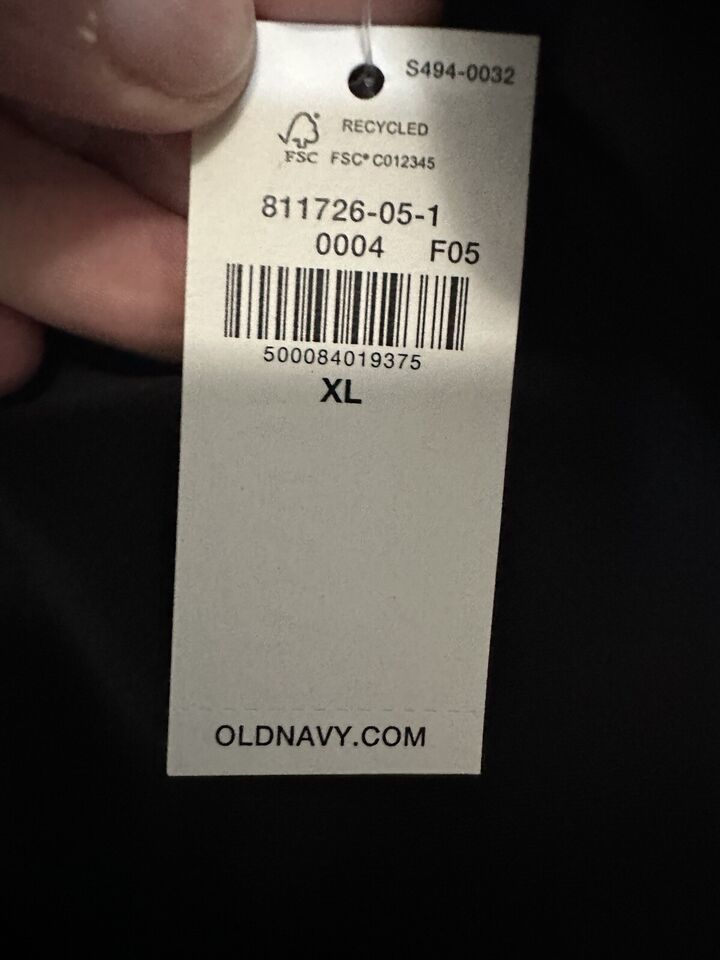 S494-0032
RECYCLED
FSC FSC® C012345
811726-05-1
0004 F05
500084019375
XL
OLDNAVY.COM